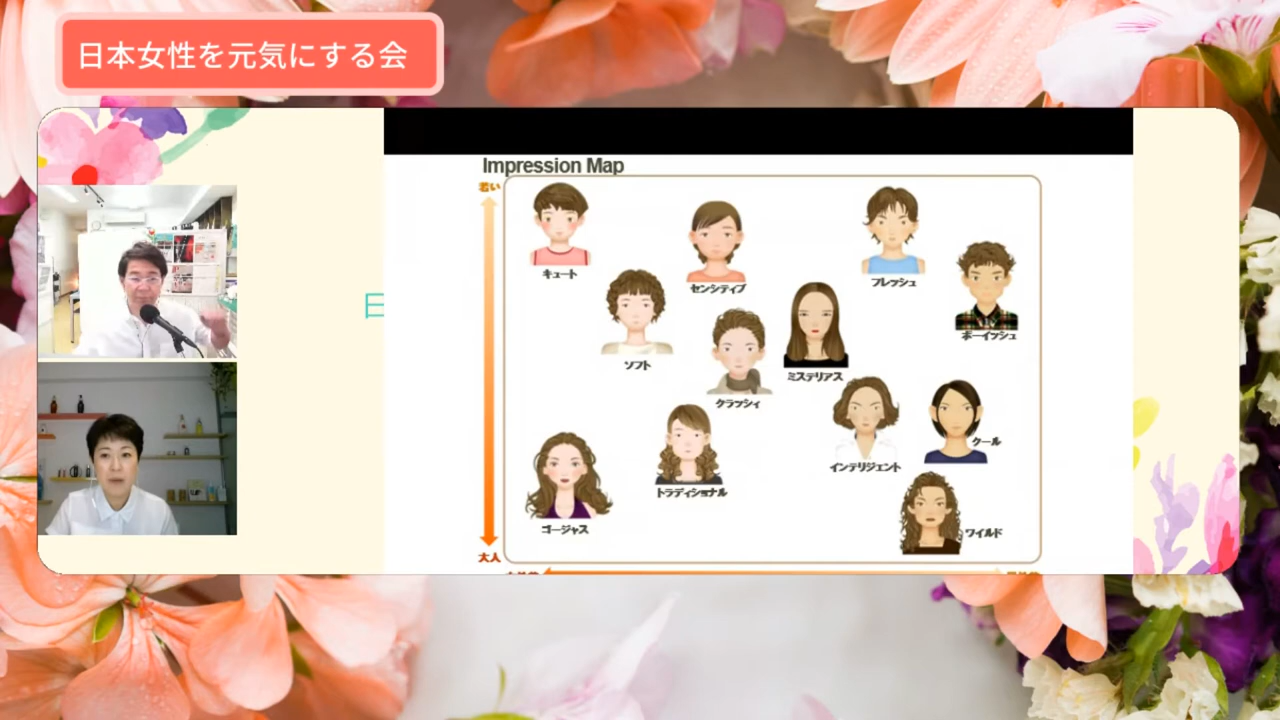 日本女性を元気にする会
Impression Map
若い
キュート
センシティブ
フレッシュ
ボーイッシュ
ソフト
ミステリアス
クラッシィ
インテリジェント
クール
トラディショナル
ゴージャス
ワイルド
大人